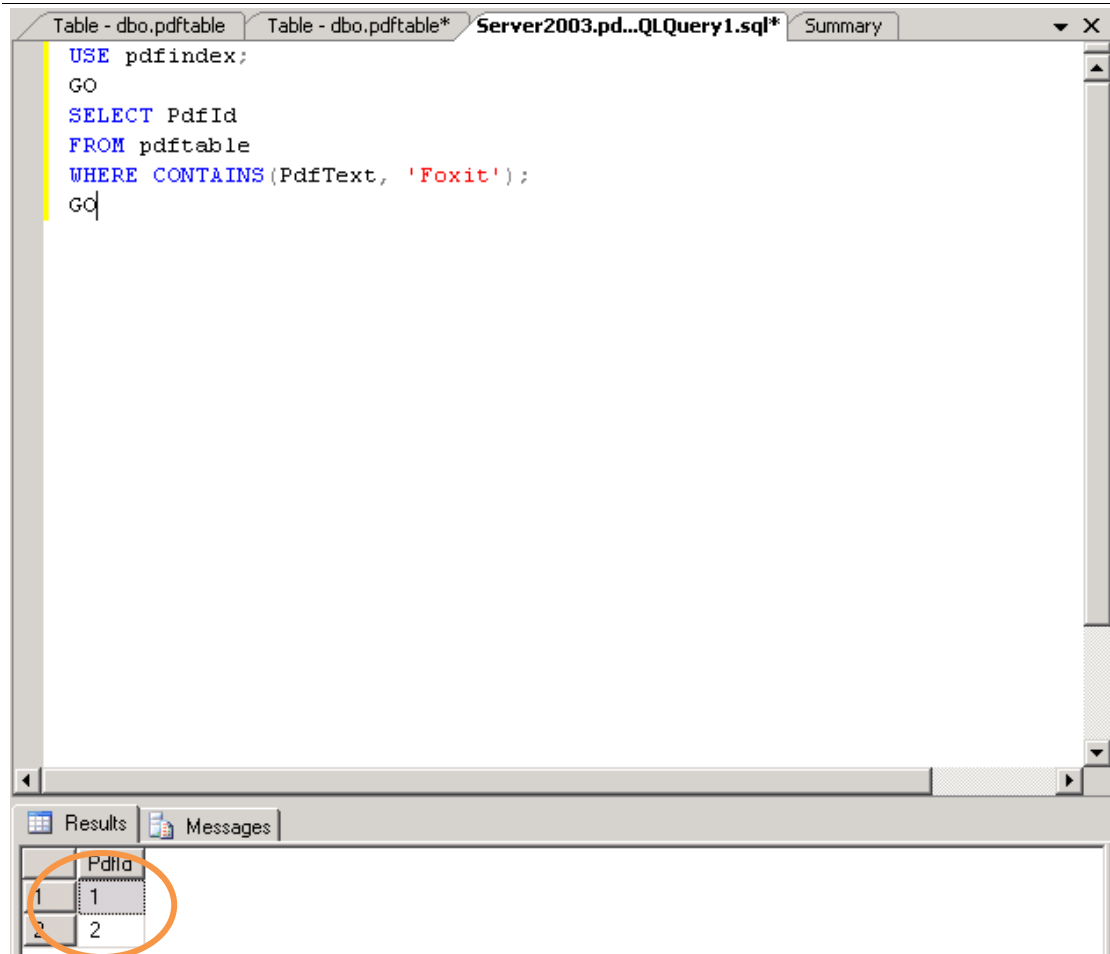 Table - dbo.pdftable Table - dbo.pdftable* Server2003.pd...QLQuery1.sql* Summary
USE pdfindex;
GO
SELECT PdfId
FROM pdftable
WHERE CONTAINS(PdfText, 'Foxit');
GO
Results Messages
PdfId
1 1
2 2